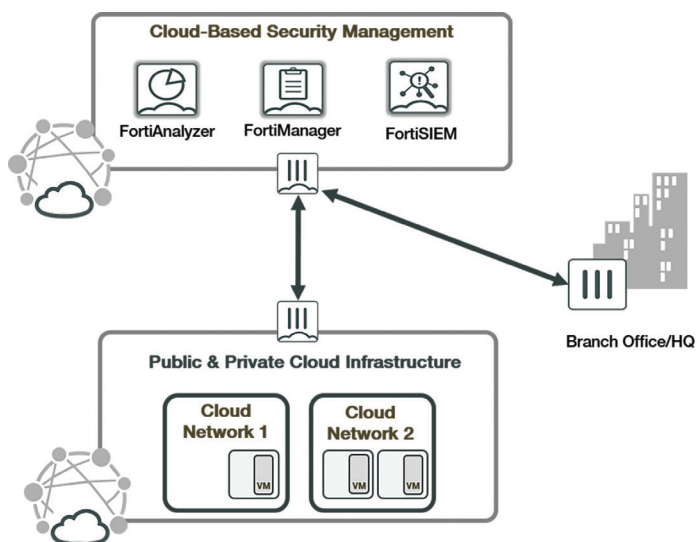 Cloud-Based Security Management
FortiAnalyzer
FortiManager
FortiSIEM
Branch Office/HQ
Public & Private Cloud Infrastructure
Cloud
Network 1
VM
Cloud
Network 2
VM
VM